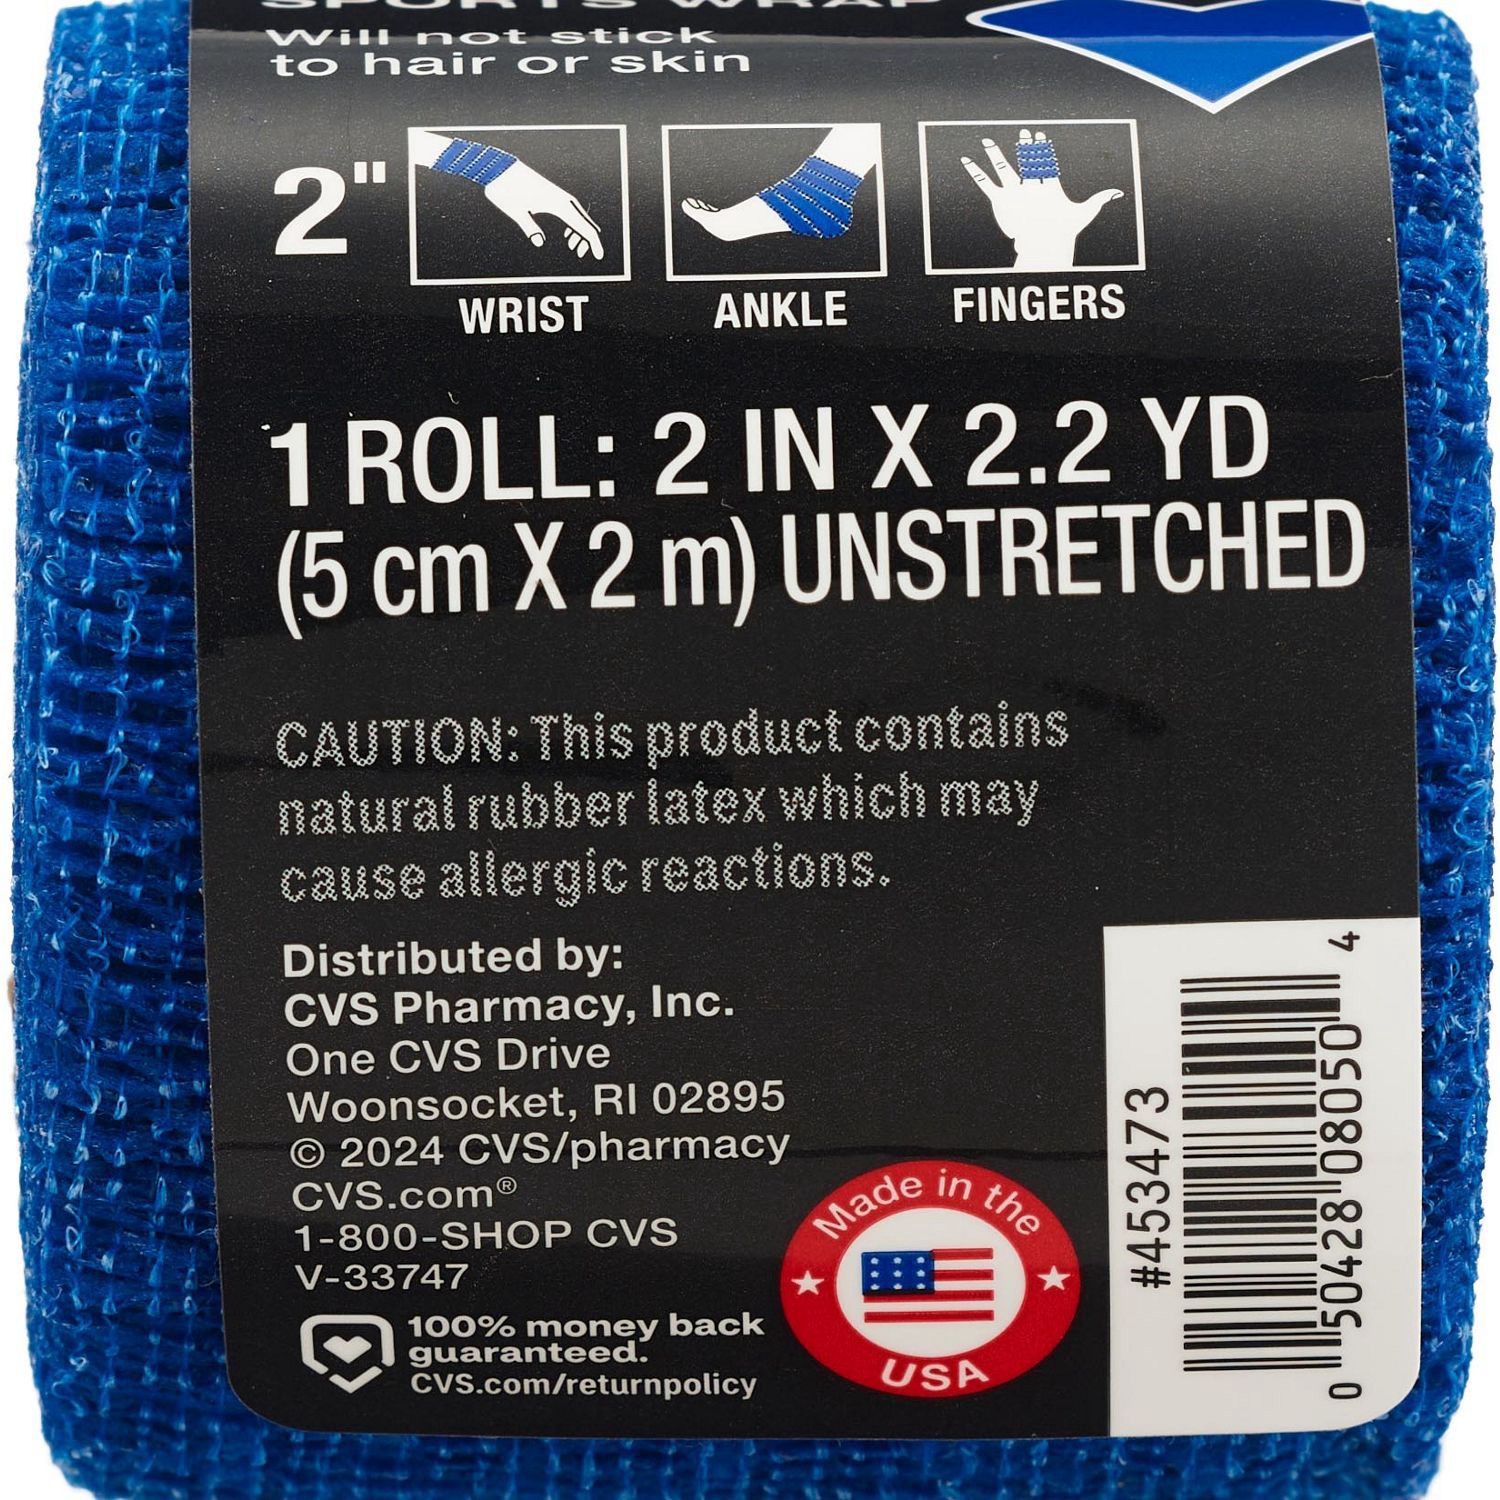 SPORTS WRAP
Will not stick
to hair or skin
2"
WRIST
ANKLE
FINGERS
1 ROLL: 2 IN X 2.2 YD
(5 cm X 2 m) UNSTRETCHED
CAUTION: This product contains
natural rubber latex which may
cause allergic reactions.
Distributed by:
CVS Pharmacy, Inc.
One CVS Drive
Woonsocket, RI 02895
© 2024 CVS/pharmacy
CVS.com®
1-800-SHOP CVS
V-33747
100% money back
guaranteed.
CVS.com/returnpolicy
Made in the
USA
#453473
0 50428 08050 4